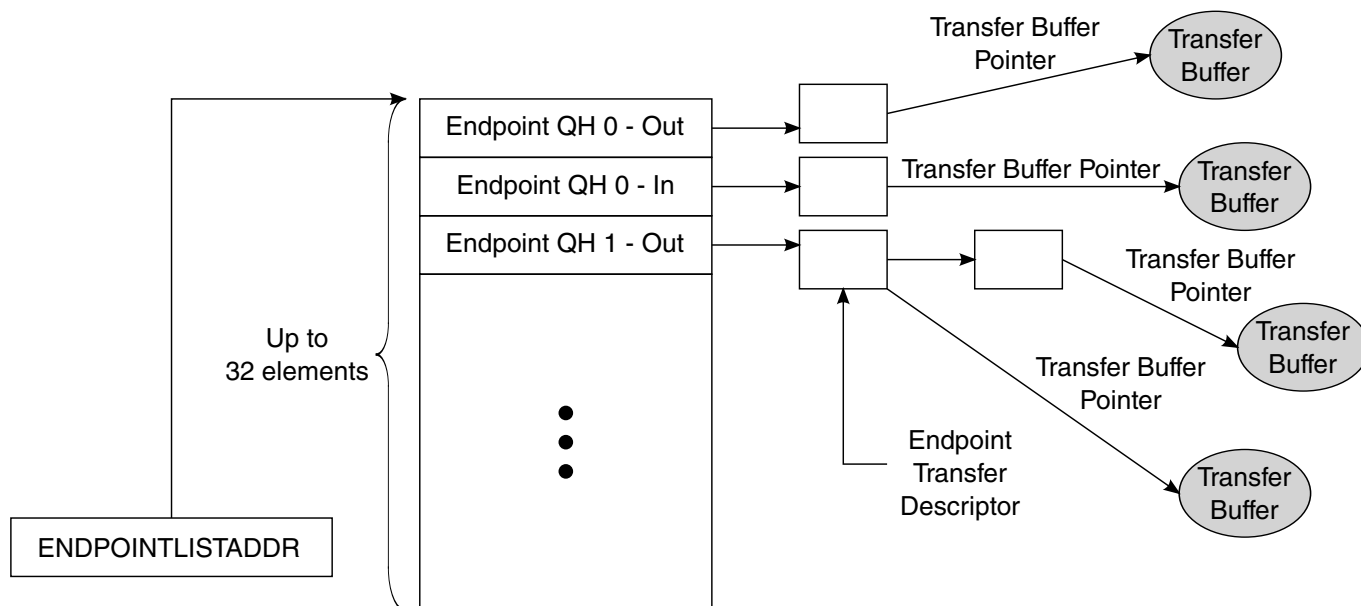 Transfer Buffer
Pointer
Transfer
Buffer
Endpoint QH 0 - Out
Endpoint QH 0 - In
Transfer Buffer Pointer
Transfer
Buffer
Endpoint QH 1 - Out
Transfer Buffer
Pointer
Transfer
Buffer
Up to
32 elements
Transfer Buffer
Pointer
Endpoint
Transfer
Descriptor
Transfer
Buffer
ENDPOINTLISTADDR